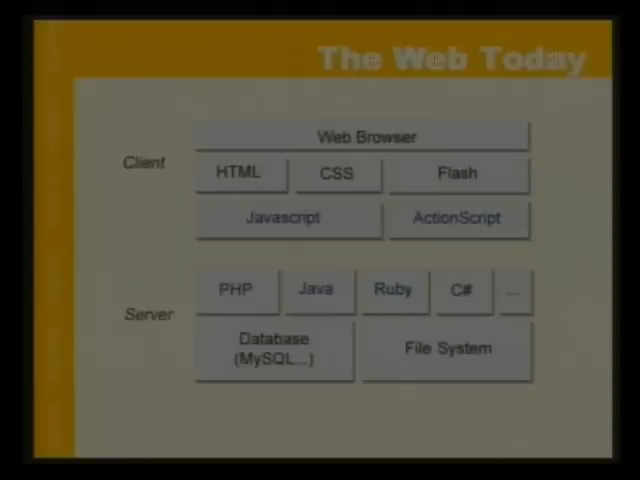 The Web Today
Web Browser
Client
HTML CSS Flash
Javascript ActionScript
PHP Java Ruby C# ...
Server
Database
(MySQL...)
File System